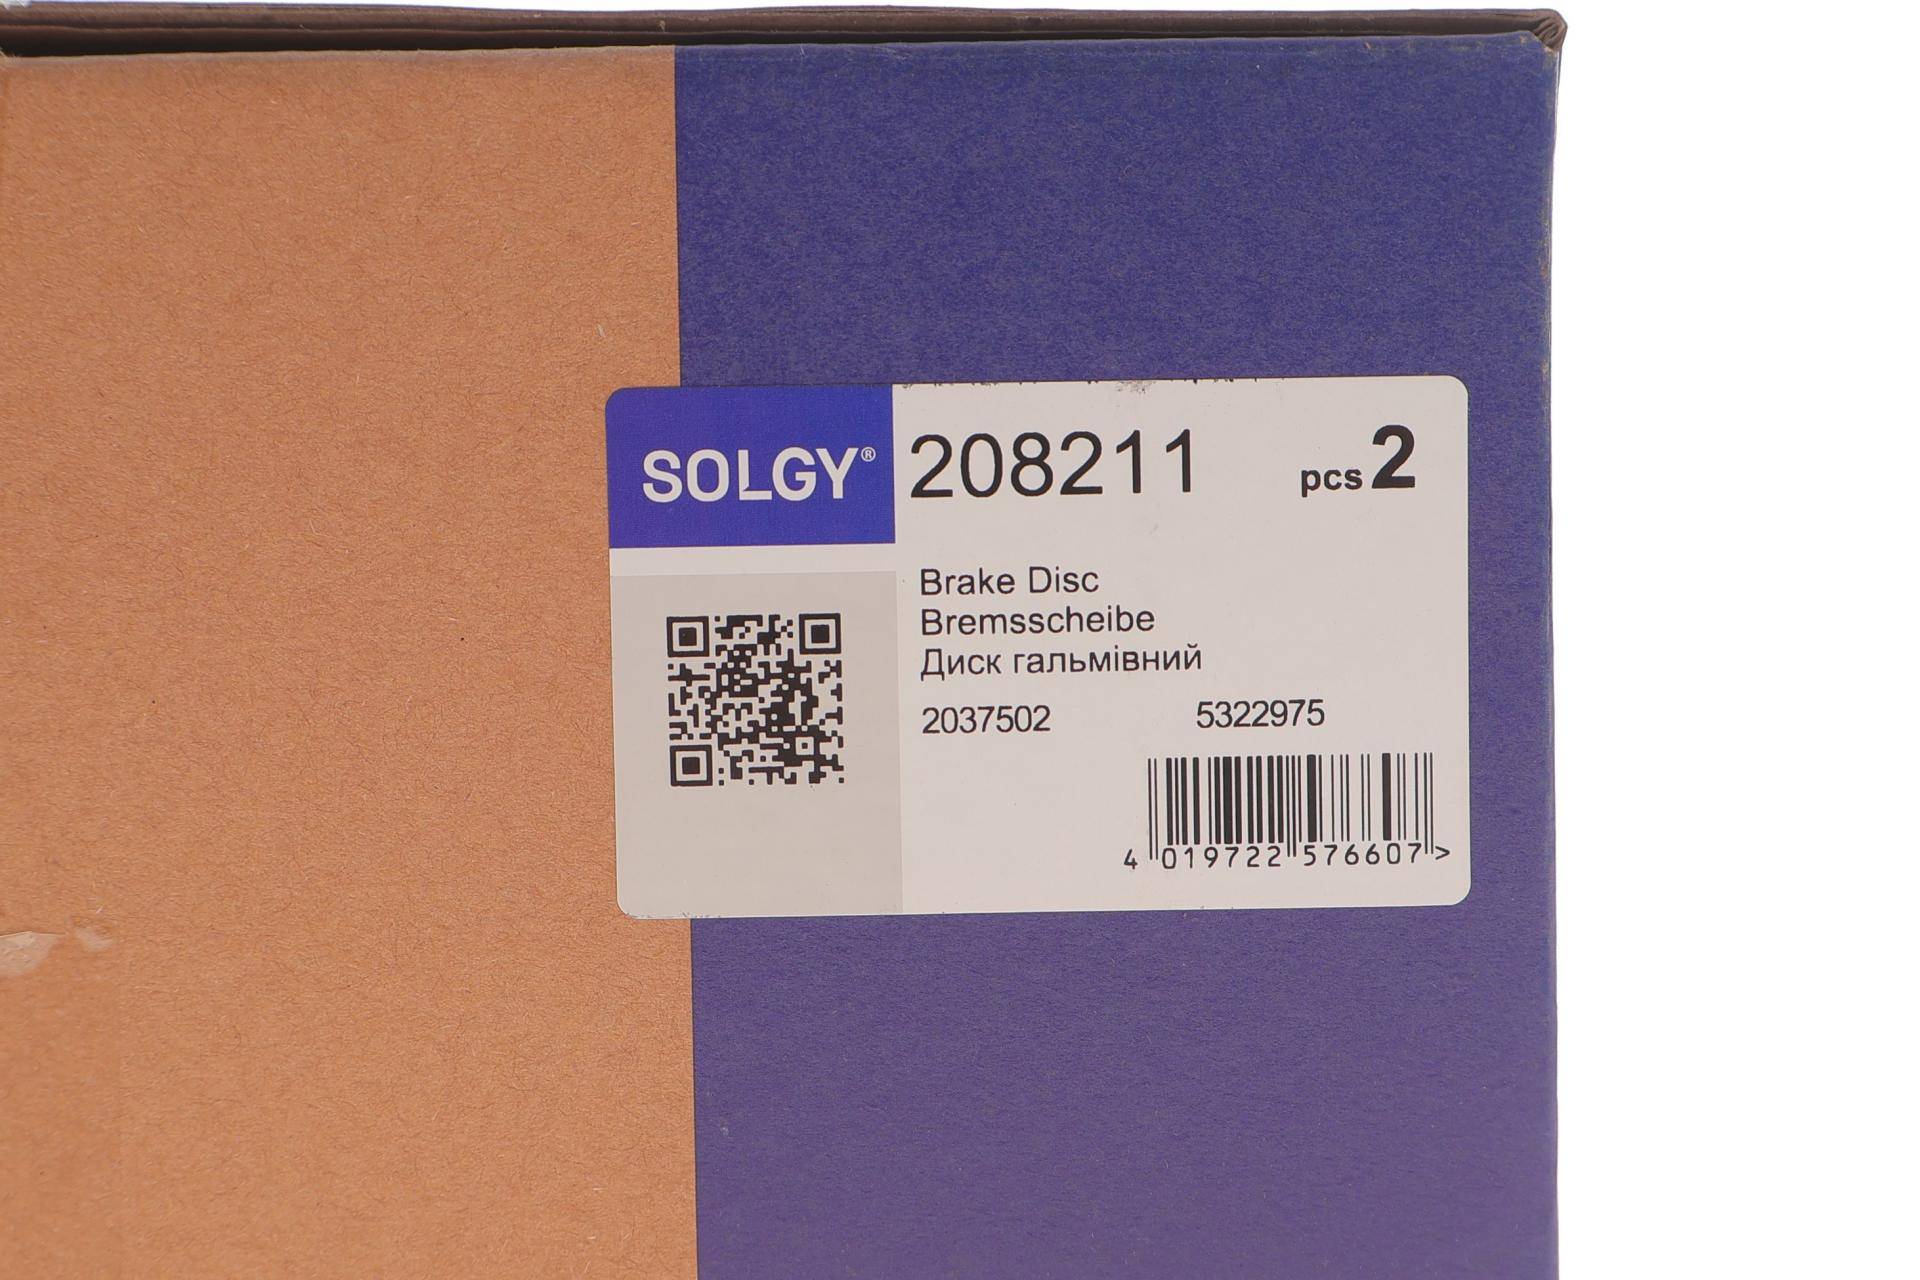 SOLGY® 208211 pcs 2
Brake Disc
Bremsscheibe
Диск гальмівний
2037502 5322975
4 019722 576607 >